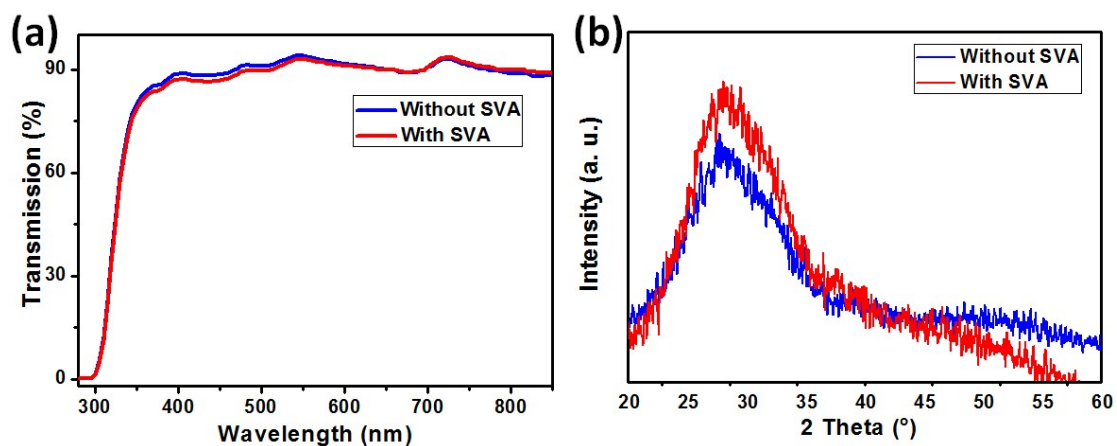 (a)
Transmission (%)
90
60
30
0
Without SVA
With SVA
300 400 500 600 700 800
Wavelength (nm)
(b)
Intensity (a. u.)
Without SVA
With SVA
20 25 30 35 40 45 50 55 60
2 Theta (º)